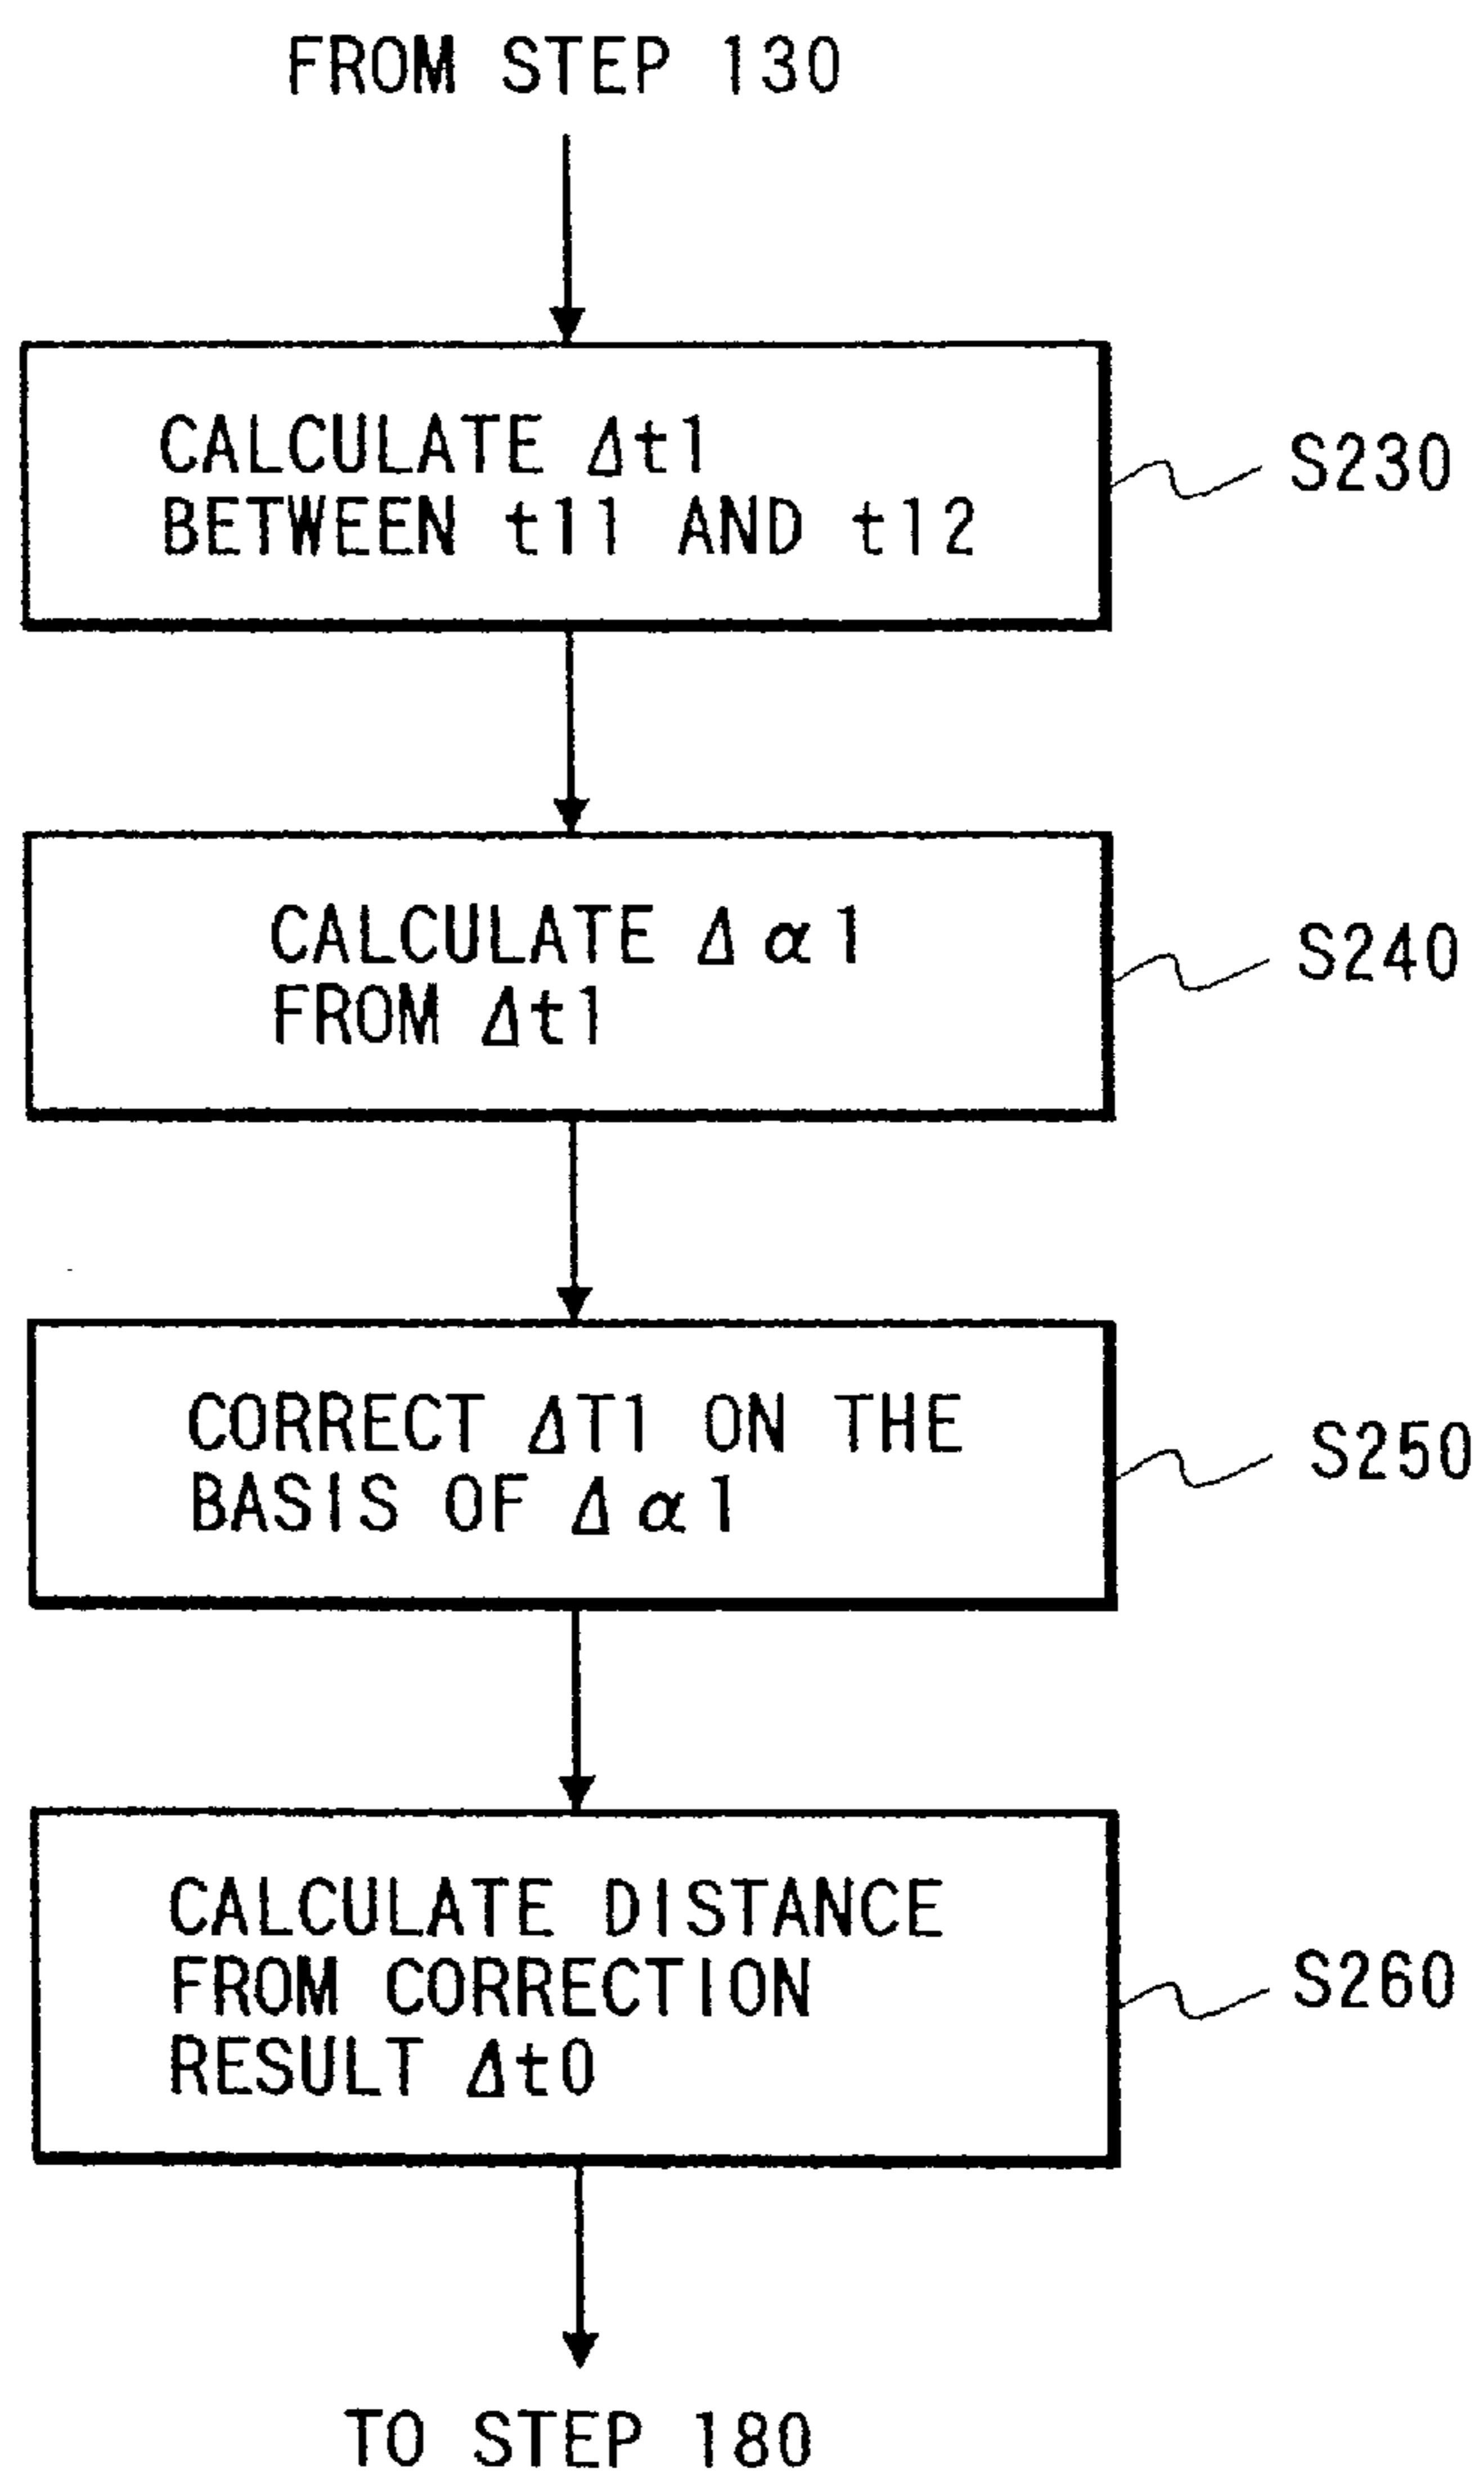 FROM STEP 130
CALCULATE Δt1
BETWEEN t11 AND t12
S230
CALCULATE Δα1
FROM Δt1
S240
CORRECT ΔT1 ON THE
BASIS OF Δα1
S250
CALCULATE DISTANCE
FROM CORRECTION
RESULT Δt0
S260
TO STEP 180